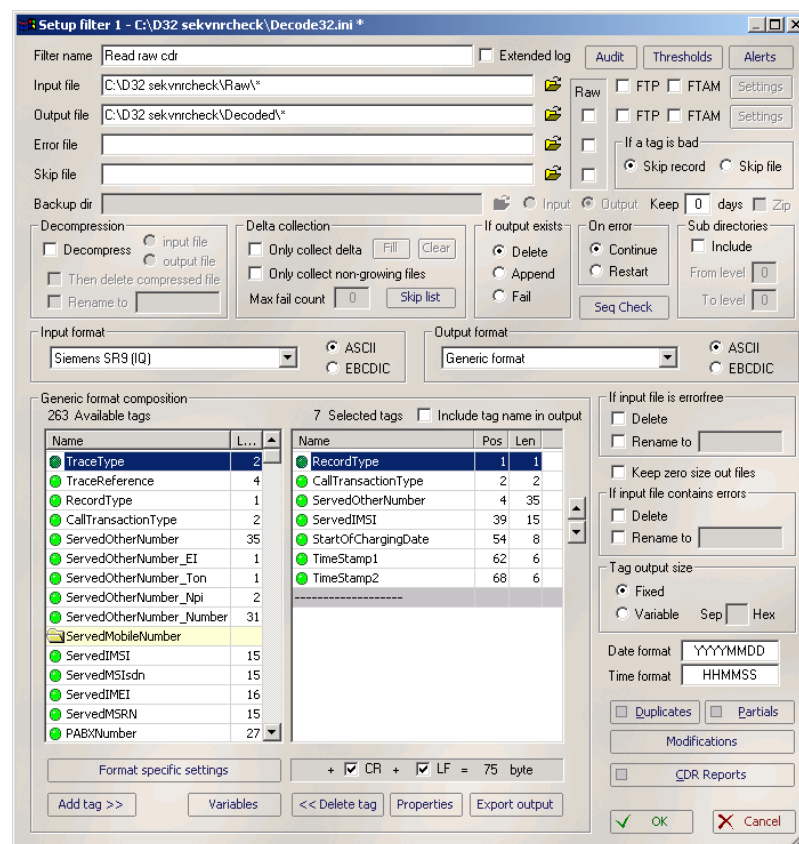 Setup filter 1 - C:\D32 sekvnrcheck\Decode32.ini *
Filter name Read raw cdr Extended log Audit Thresholds Alerts
Input file C:\D32 sekvnrcheck\Raw\* Raw FTP FTAM Settings
Output file C:\D32 sekvnrcheck\Decoded\* FTP FTAM Settings
Error file If a tag is bad
Skip file Skip record Skip file
Backup dir Input Output Keep 0 days Zip
Decompression Delta collection If output exists On error Sub directories
Decompress input file output file Only collect delta Fill Clear Delete Continue Include
Then delete compressed file Only collect non-growing files Append Restart From level 0
Rename to Max fail count 0 Skip list Fail Seq Check To level 0
Input format Output format
Siemens SR9 (IQ) ASCII EBCDIC Generic format ASCII EBCDIC
Generic format composition If input file is errorfree
263 Available tags 7 Selected tags Include tag name in output Delete
Name L... Name Pos Len Rename to
TraceType 2 RecordType 1 1
TraceReference 4 CallTransactionType 2 2 Keep zero size out files
RecordType 1 ServedOtherNumber 4 35 If input file contains errors
CallTransactionType 2 ServedIMSI 39 15 Delete
ServedOtherNumber 35 StartOfChargingDate 54 8 Rename to
ServedOtherNumber_EI 1 TimeStamp1 62 6 Tag output size
ServedOtherNumber_Ton 1 TimeStamp2 68 6 Fixed
ServedOtherNumber_Npi 2 ------------------- Variable Sep Hex
ServedOtherNumber_Number 31
ServedMobileNumber
ServedIMSI 15 Date format YYYYMMDD
ServedMSIsdn 15 Time format HHMMSS
ServedIMEI 16
ServedMSRN 15 Duplicates Partials
PABXNumber 27 Modifications
Format specific settings + CR + LF = 75 byte CDR Reports
Add tag >> Variables << Delete tag Properties Export output
OK Cancel